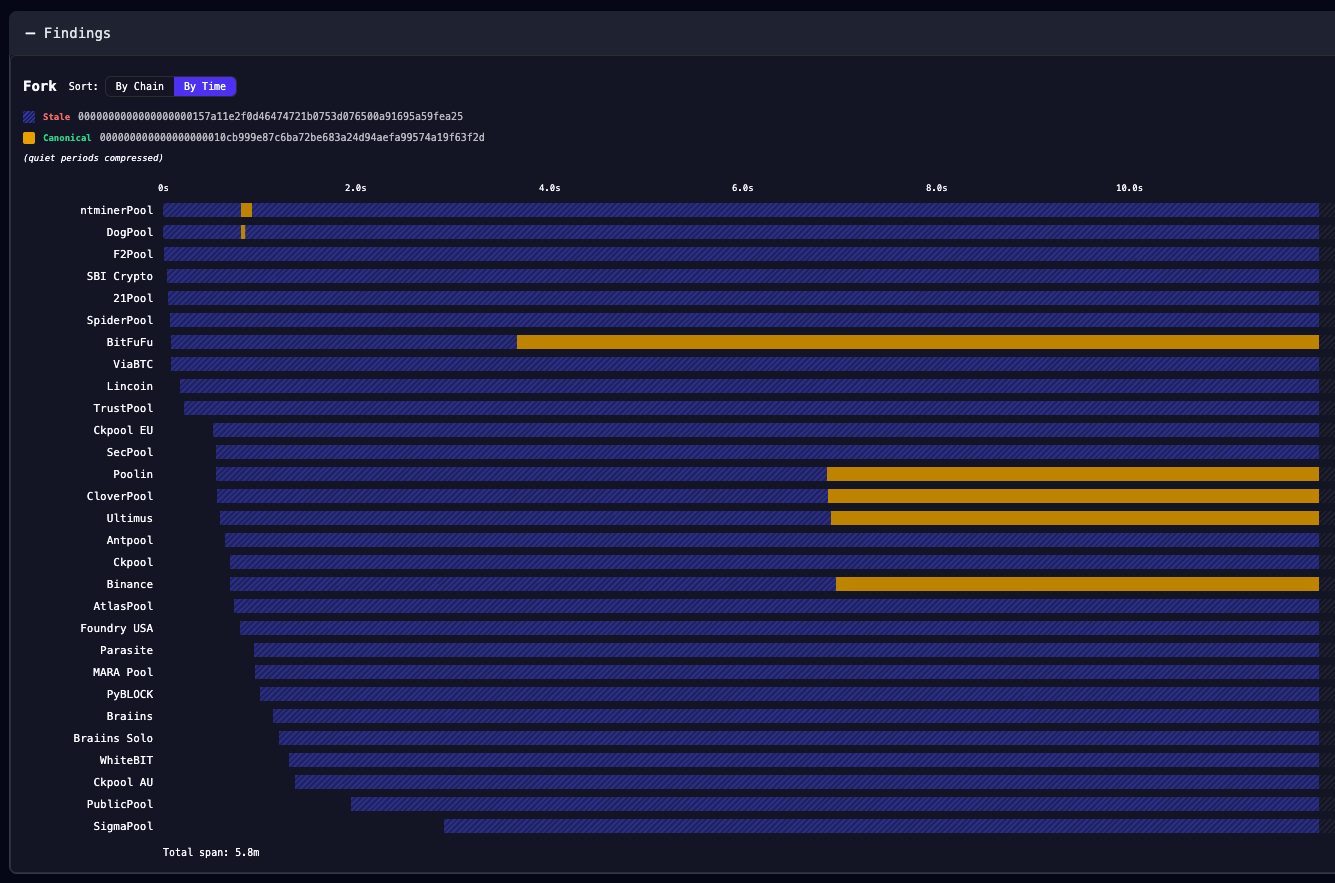 — Findings
Fork Sort: By Chain By Time
Stale 0000000000000000000157a11e2f0d46474721b0753d076500a91695a59fea25
Canonical 000000000000000000010cb999e87c6ba72be683a24d94aefa99574a19f63f2d
(quiet periods compressed)
0s 2.0s 4.0s 6.0s 8.0s 10.0s
ntminerPool
DogPool
F2Pool
SBI Crypto
21Pool
SpiderPool
BitFuFu
ViaBTC
Lincoin
TrustPool
Ckpool EU
SecPool
Poolin
CloverPool
Ultimus
Antpool
Ckpool
Binance
AtlasPool
Foundry USA
Parasite
MARA Pool
PyBLOCK
Braiins
Braiins Solo
WhiteBIT
Ckpool AU
PublicPool
SigmaPool
Total span: 5.8m